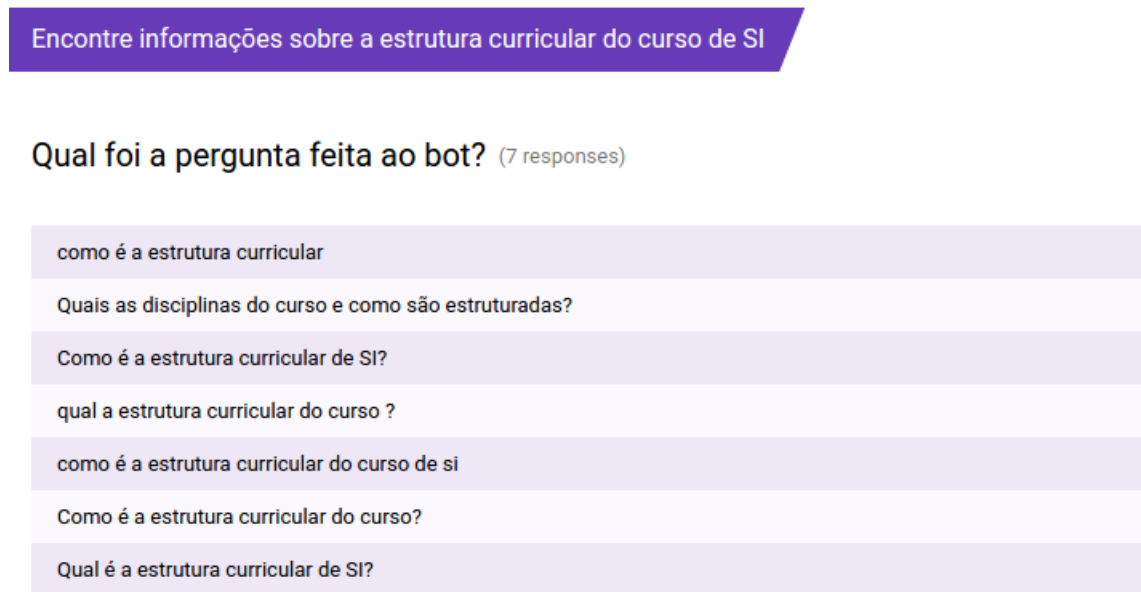 Encontre informações sobre a estrutura curricular do curso de SI
Qual foi a pergunta feita ao bot? (7 responses)
como é a estrutura curricular
Quais as disciplinas do curso e como são estruturadas?
Como é a estrutura curricular de SI?
qual a estrutura curricular do curso ?
como é a estrutura curricular do curso de si
Como é a estrutura curricular do curso?
Qual é a estrutura curricular de SI?